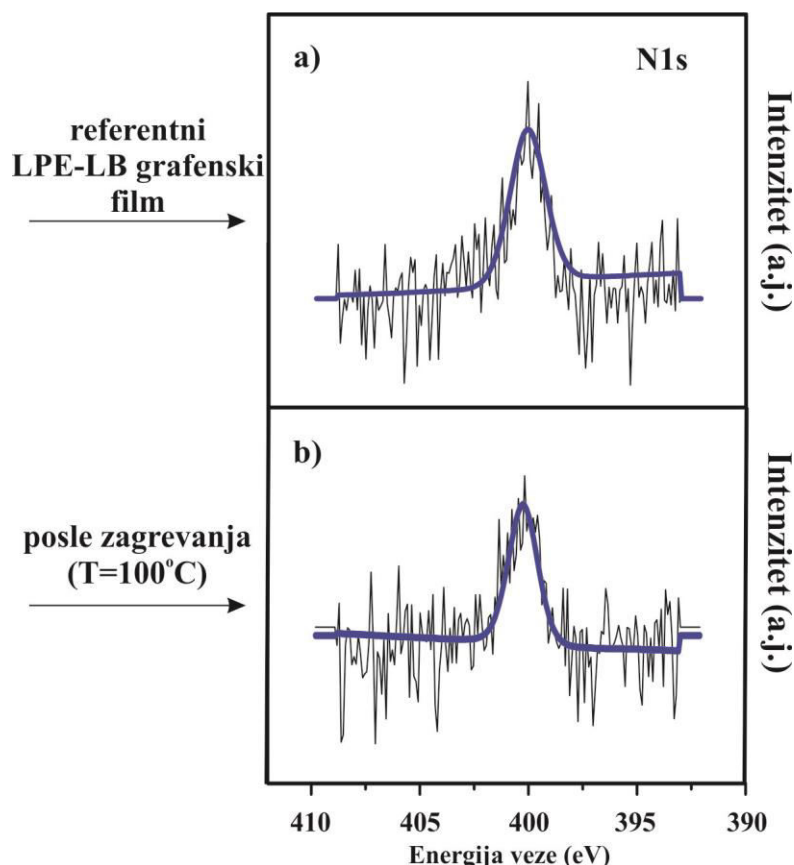 a)
N1s
referentni
LPE-LB grafenski
film
Intenzitet (a.j.)
b)
posle zagrevanja
(T=100°C)
Intenzitet (a.j.)
410 405 400 395 390
Energija veze (eV)